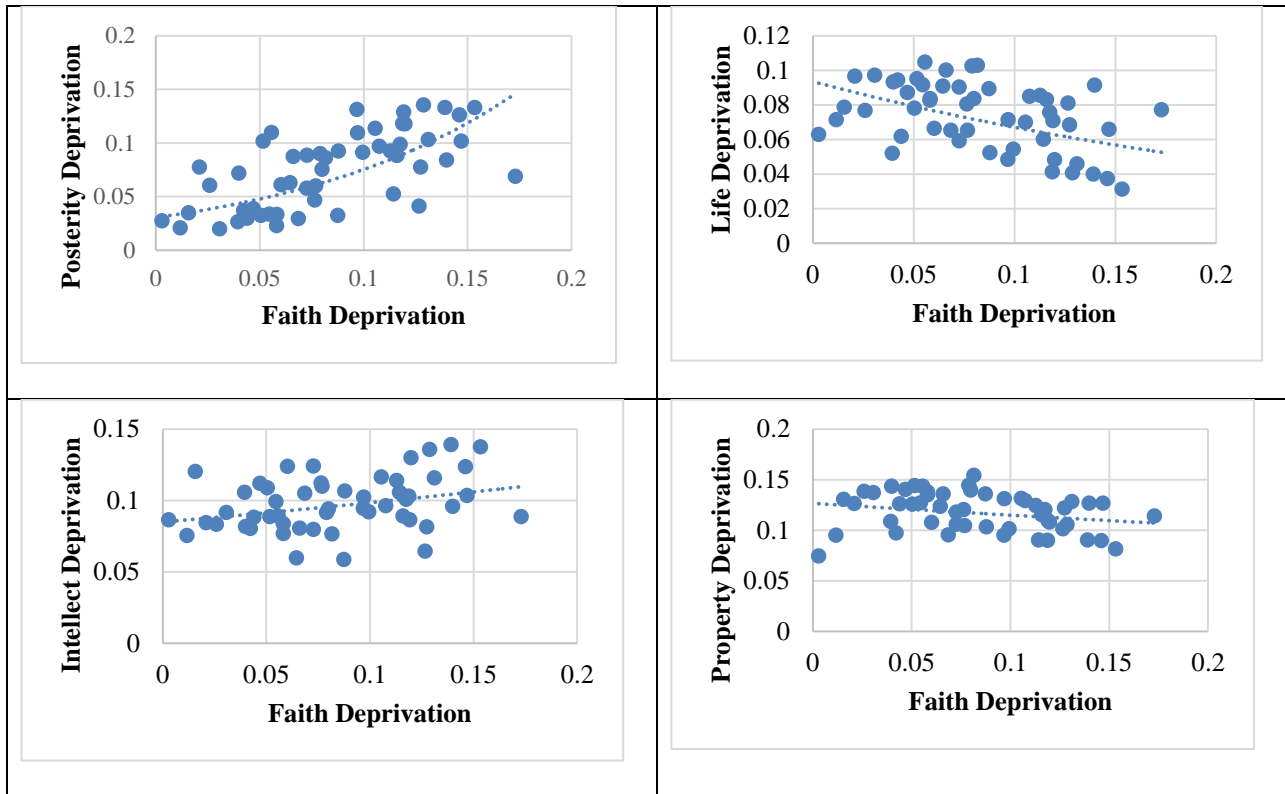 0.2
0.15
0.1
0.05
0
Posterity Deprivation
0 0.05 0.1 0.15 0.2
Faith Deprivation
0.12
0.1
0.08
0.06
0.04
0.02
0
Life Deprivation
0 0.05 0.1 0.15 0.2
Faith Deprivation
0.15
0.1
0.05
0
Intellect Deprivation
0 0.05 0.1 0.15 0.2
Faith Deprivation
0.2
0.15
0.1
0.05
0
Property Deprivation
0 0.05 0.1 0.15 0.2
Faith Deprivation